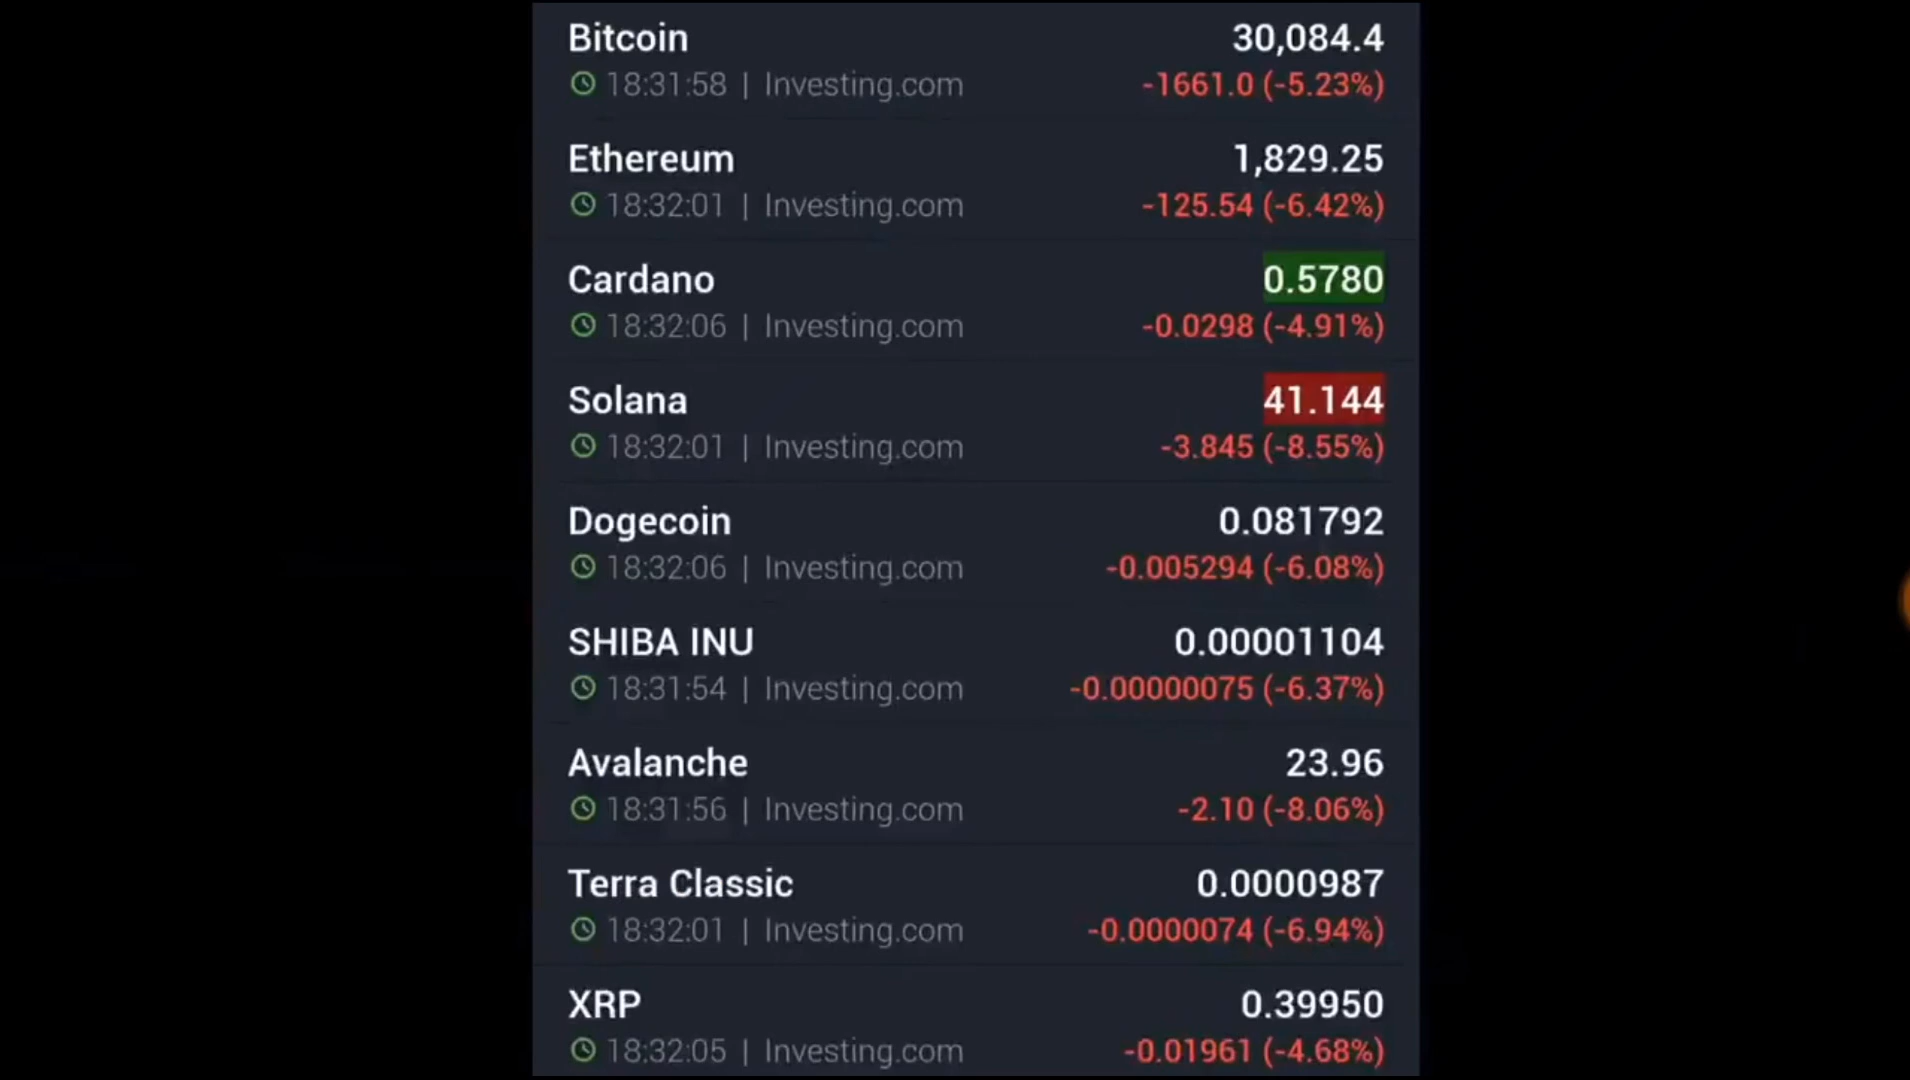 Bitcoin 30,084.4
18:31:58 | Investing.com -1661.0 (-5.23%)
Ethereum 1,829.25
18:32:01 | Investing.com -125.54 (-6.42%)
Cardano 0.5780
18:32:06 | Investing.com -0.0298 (-4.91%)
Solana 41.144
18:32:01 | Investing.com -3.845 (-8.55%)
Dogecoin 0.081792
18:32:06 | Investing.com -0.005294 (-6.08%)
SHIBA INU 0.00001104
18:31:54 | Investing.com -0.00000075 (-6.37%)
Avalanche 23.96
18:31:56 | Investing.com -2.10 (-8.06%)
Terra Classic 0.0000987
18:32:01 | Investing.com -0.0000074 (-6.94%)
XRP 0.39950
18:32:05 | Investing.com -0.01961 (-4.68%)